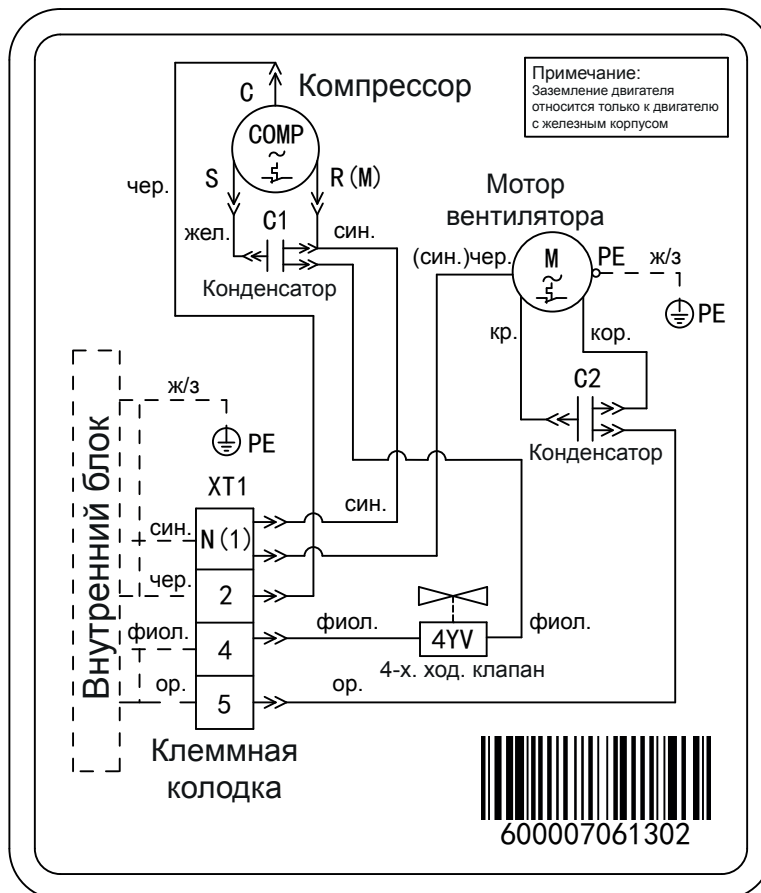 Компрессор
Примечание:
Заземление двигателя
относится только к двигателю
с железным корпусом
C
COMP
~
чер.
S
R(M)
C1
жел.
син.
Конденсатор
Мотор
вентилятора
(син.)чер.
M
~
PE
ж/з
PE
кр.
кор.
C2
Конденсатор
Внутренний блок
ж/з
PE
XT1
син.
N(1)
син.
чер.
2
фиол.
4
фиол.
4YV
фиол.
4-х. ход. клапан
ор.
5
ор.
Клеммная
колодка
600007061302